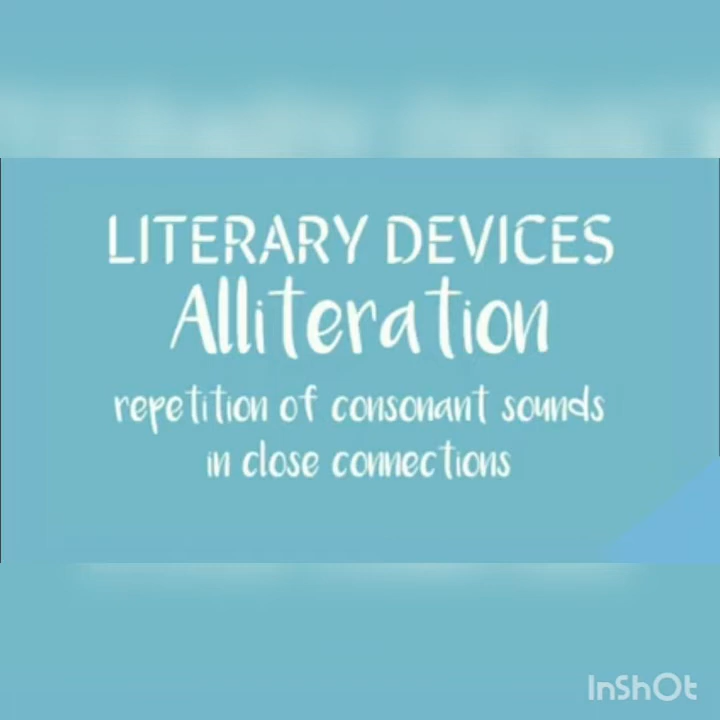 LITERARY DEVICES
Alliteration
repetition of consonant sounds
in close connections
InShOt